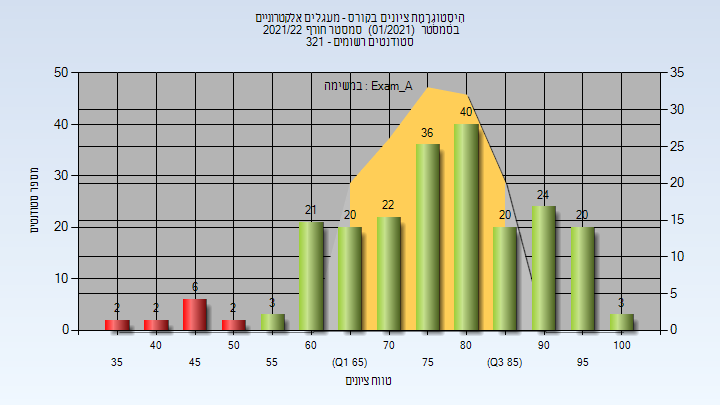 הִיסְטוֹגְרַמַּת ציונים בקורס - מעגלים אלקטרוניים
בסמסטר (01/2021) סמסטר חורף 2021/22
סטודנטים רשומים - 321
במשימה : Exam_A
50 40 30 20 10 0
מספר סטודנטים
35 30 25 20 15 10 5 0
2 2 6 2 3 21 20 22 36 40 20 24 20 3
40 50 60 70 80 90 100
35 45 55 (Q1 65) 75 (Q3 85) 95
טווח ציונים